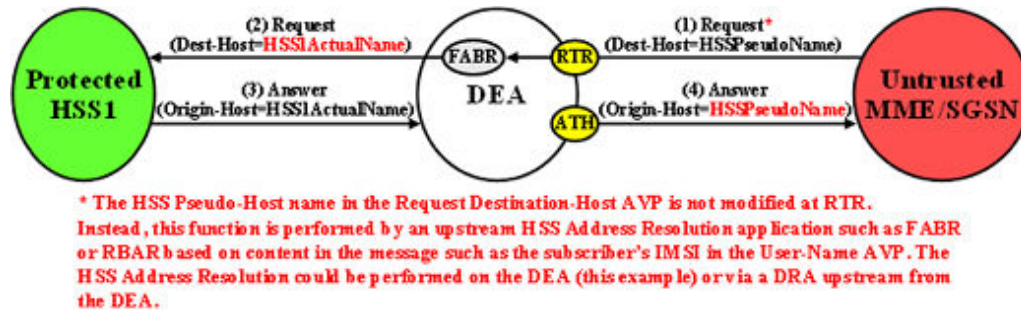 (2) Request
(Dest-Host=HSS1ActualName)
(1) Request*
(Dest-Host=HSSPseudoName)
FABR
RTR
Protected
HSS1
DEA
Untrusted
MME/SGSN
(3) Answer
(Origin-Host=HSS1ActualName)
(4) Answer
(Origin-Host=HSSPseudoName)
ATH
* The HSS Pseudo-Host name in the Request Destination-Host AVP is not modified at RTR.
Instead, this function is performed by an upstream HSS Address Resolution application such as FABR
or RBAR based on content in the message such as the subscriber's IMSI in the User-Name AVP. The
HSS Address Resolution could be performed on the DEA (this example) or via a DRA upstream from
the DEA.